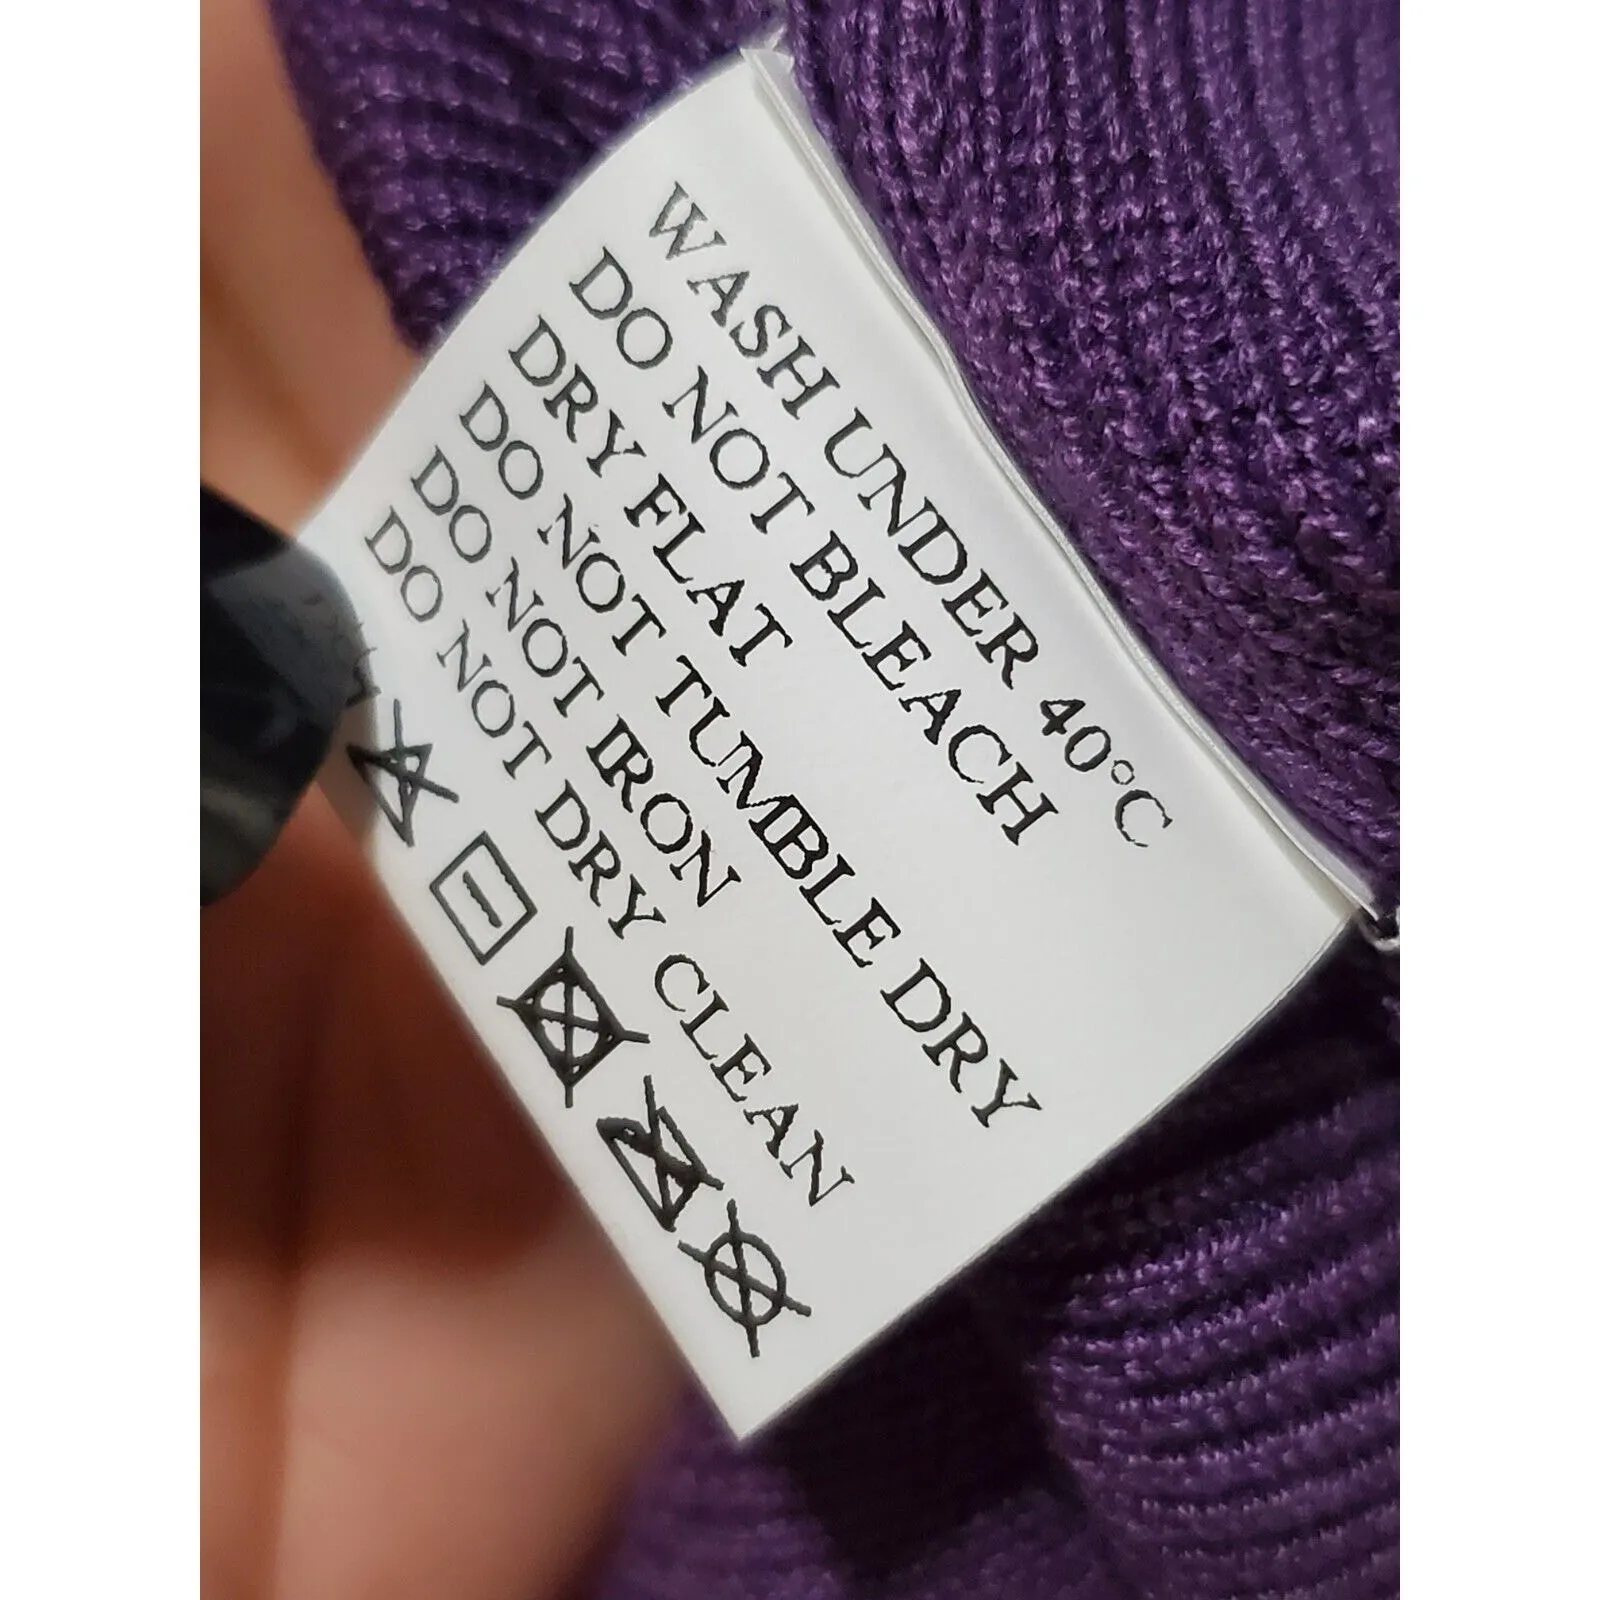 WASH UNDER 40°C
DO NOT BLEACH
DRY FLAT
DO NOT TUMBLE DRY
DO NOT IRON
DO NOT DRY CLEAN